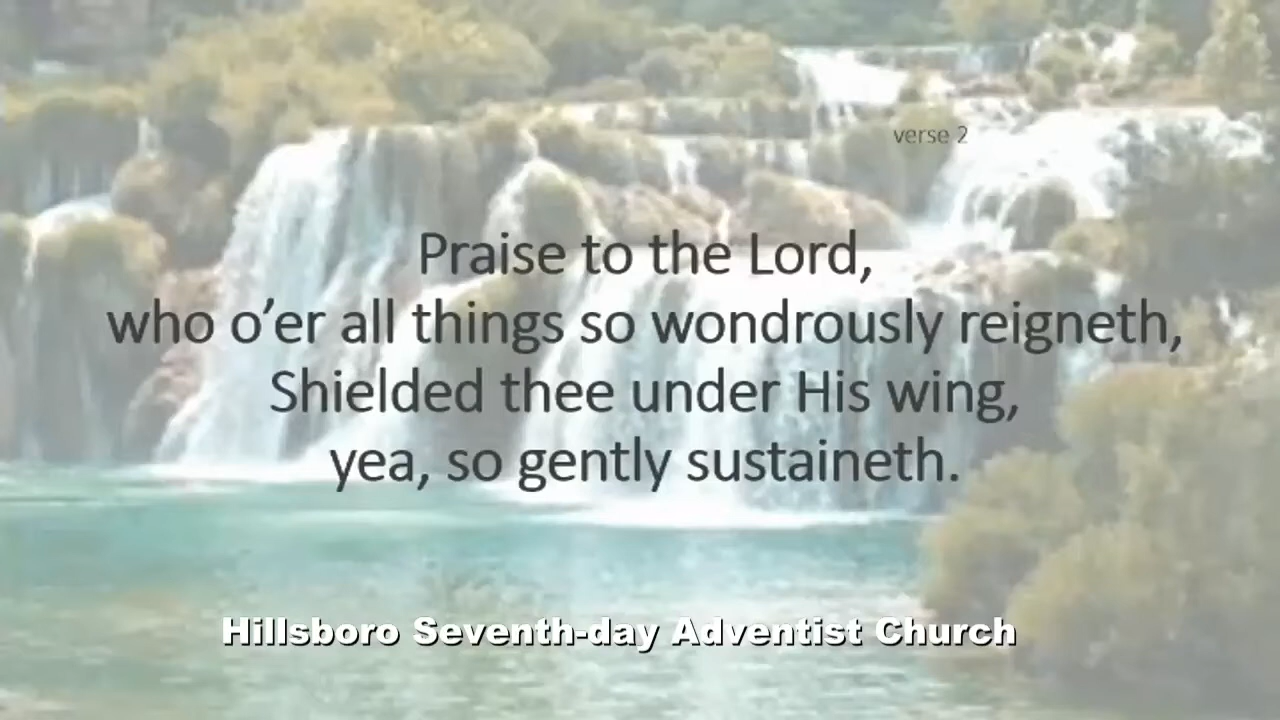 verse 2
Praise to the Lord,
who o’er all things so wondrously reigneth,
Shielded thee under His wing,
yea, so gently sustaineth.
Hillsboro Seventh-day Adventist Church